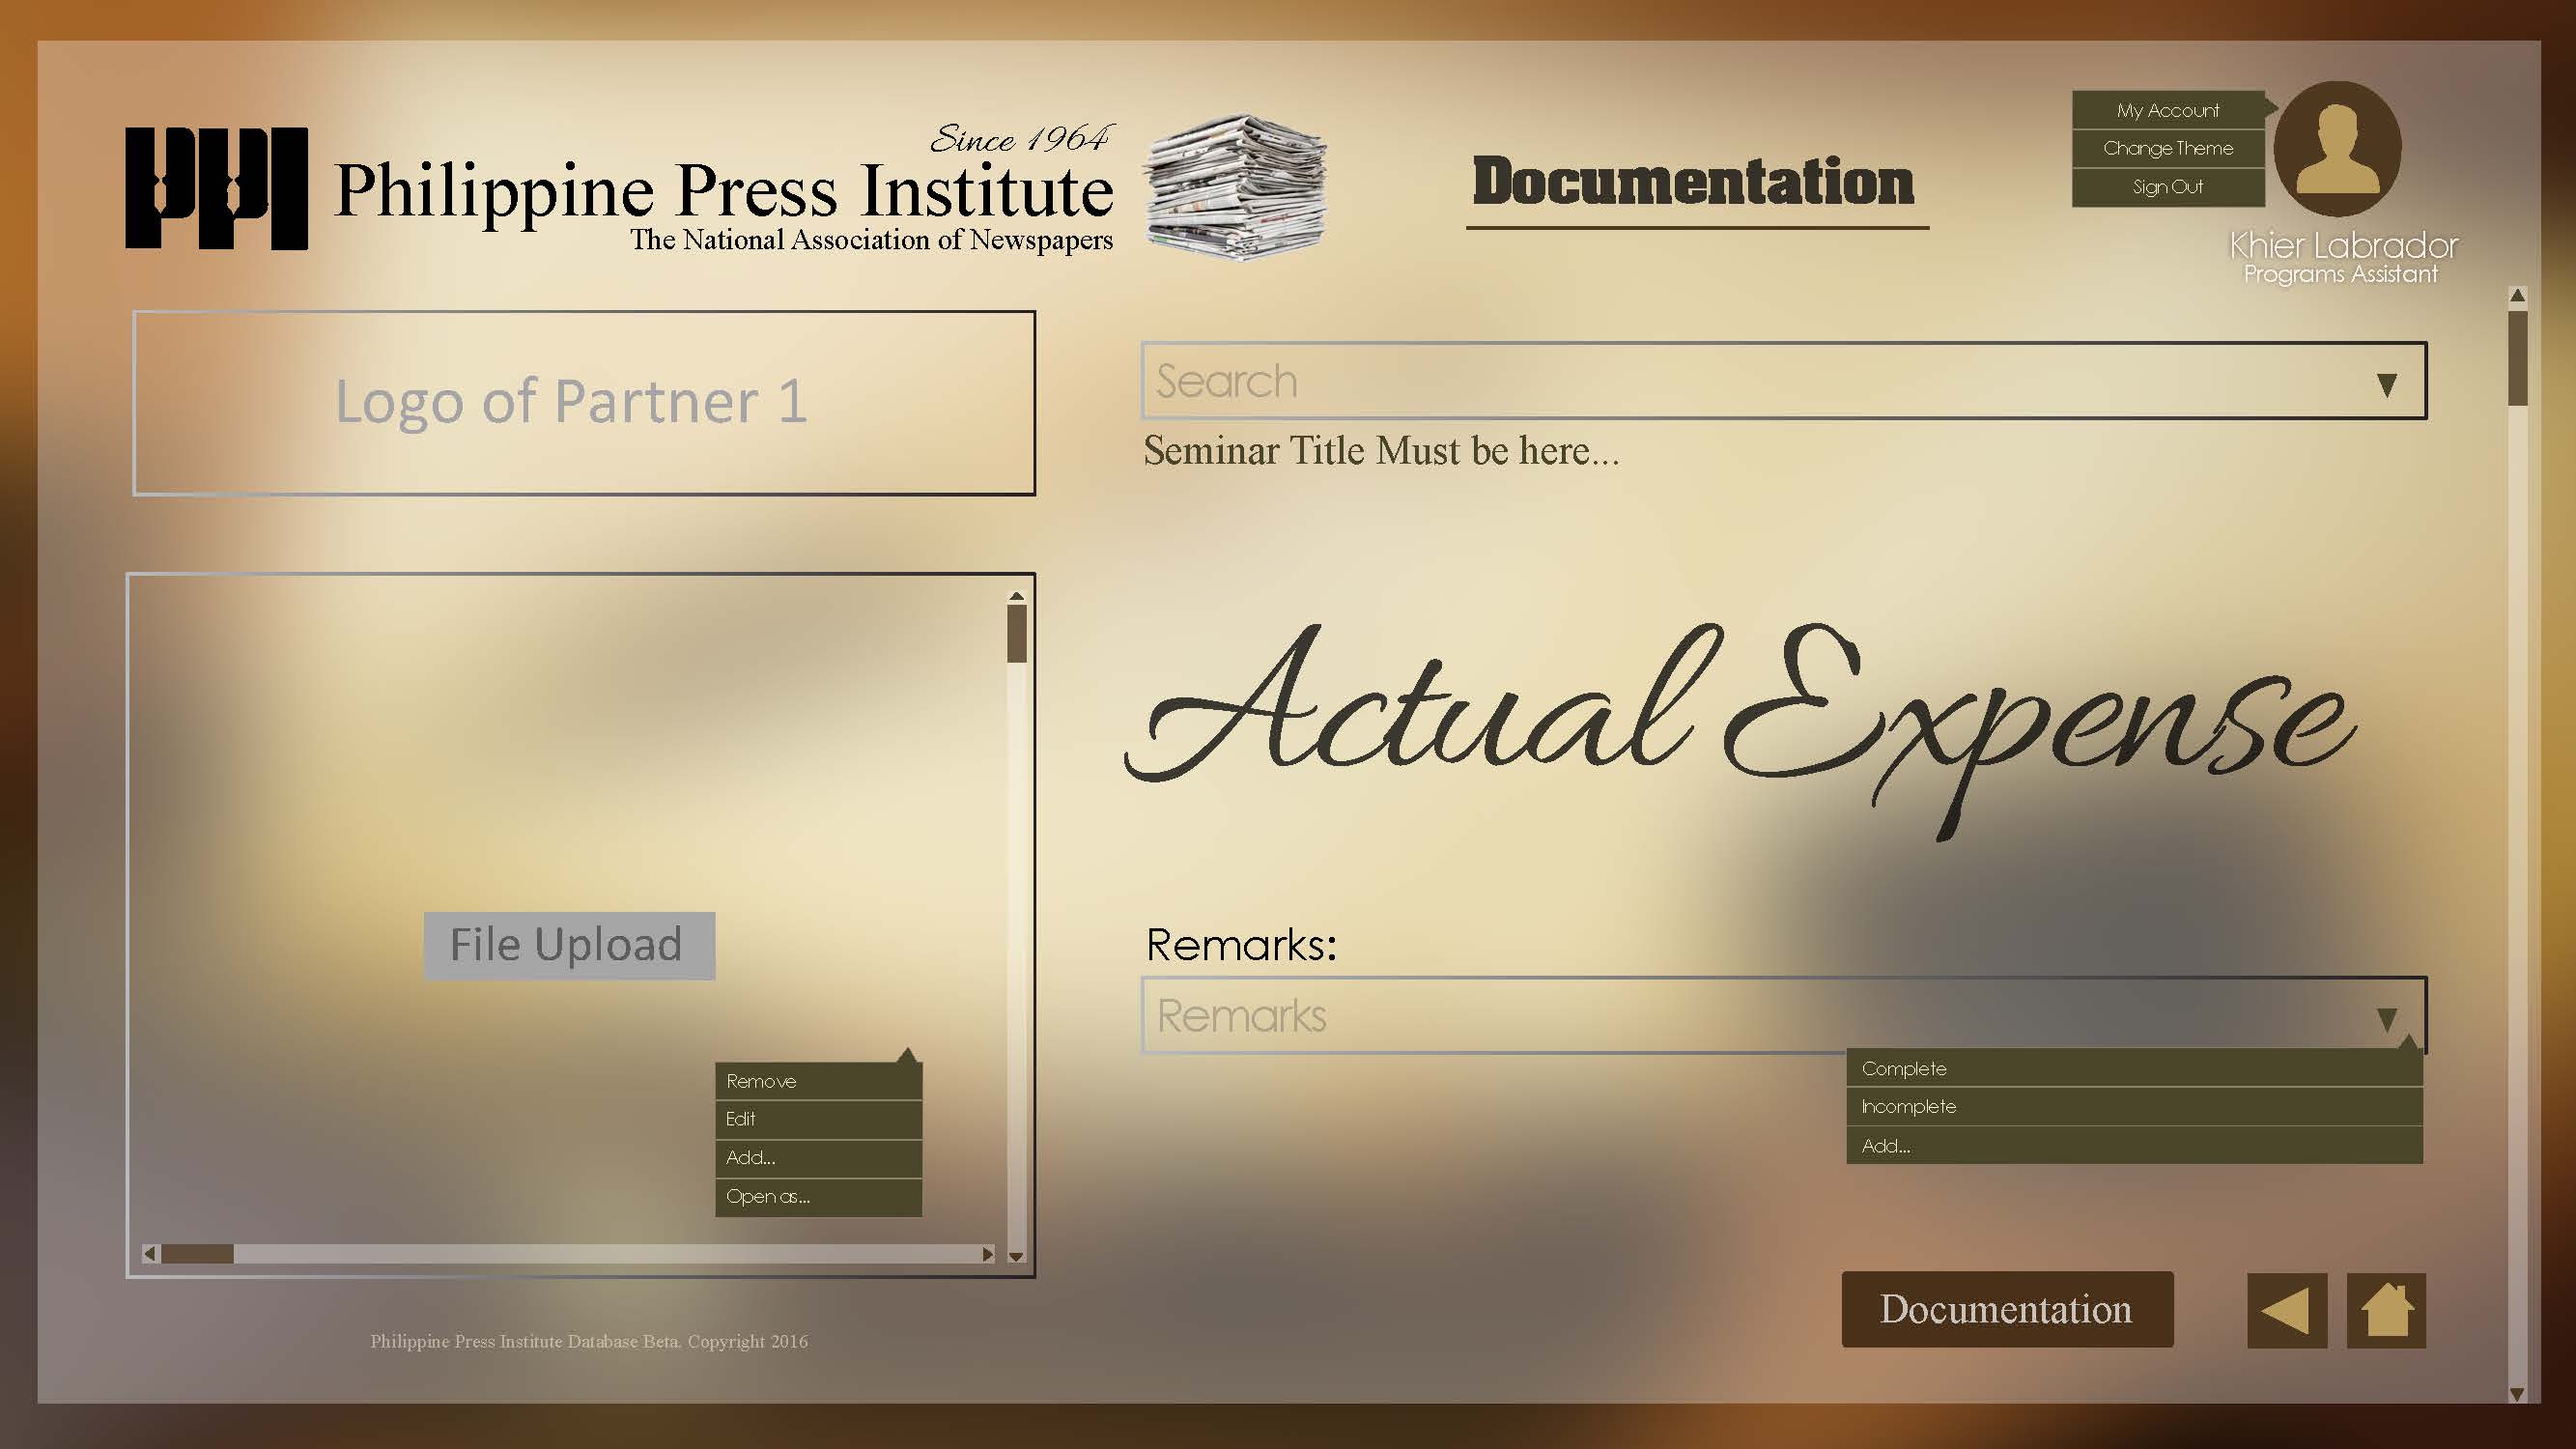 PPI
Since 1964
Philippine Press Institute
The National Association of Newspapers
Documentation
My Account
Change Theme
Sign Out
Khier Labrador
Programs Assistant
Logo of Partner 1
Search
Seminar Title Must be here...
Actual Expense
File Upload
Remove
Edit
Add...
Open as...
Remarks:
Remarks
Complete
Incomplete
Add...
Documentation
Philippine Press Institute Database Beta. Copyright 2016